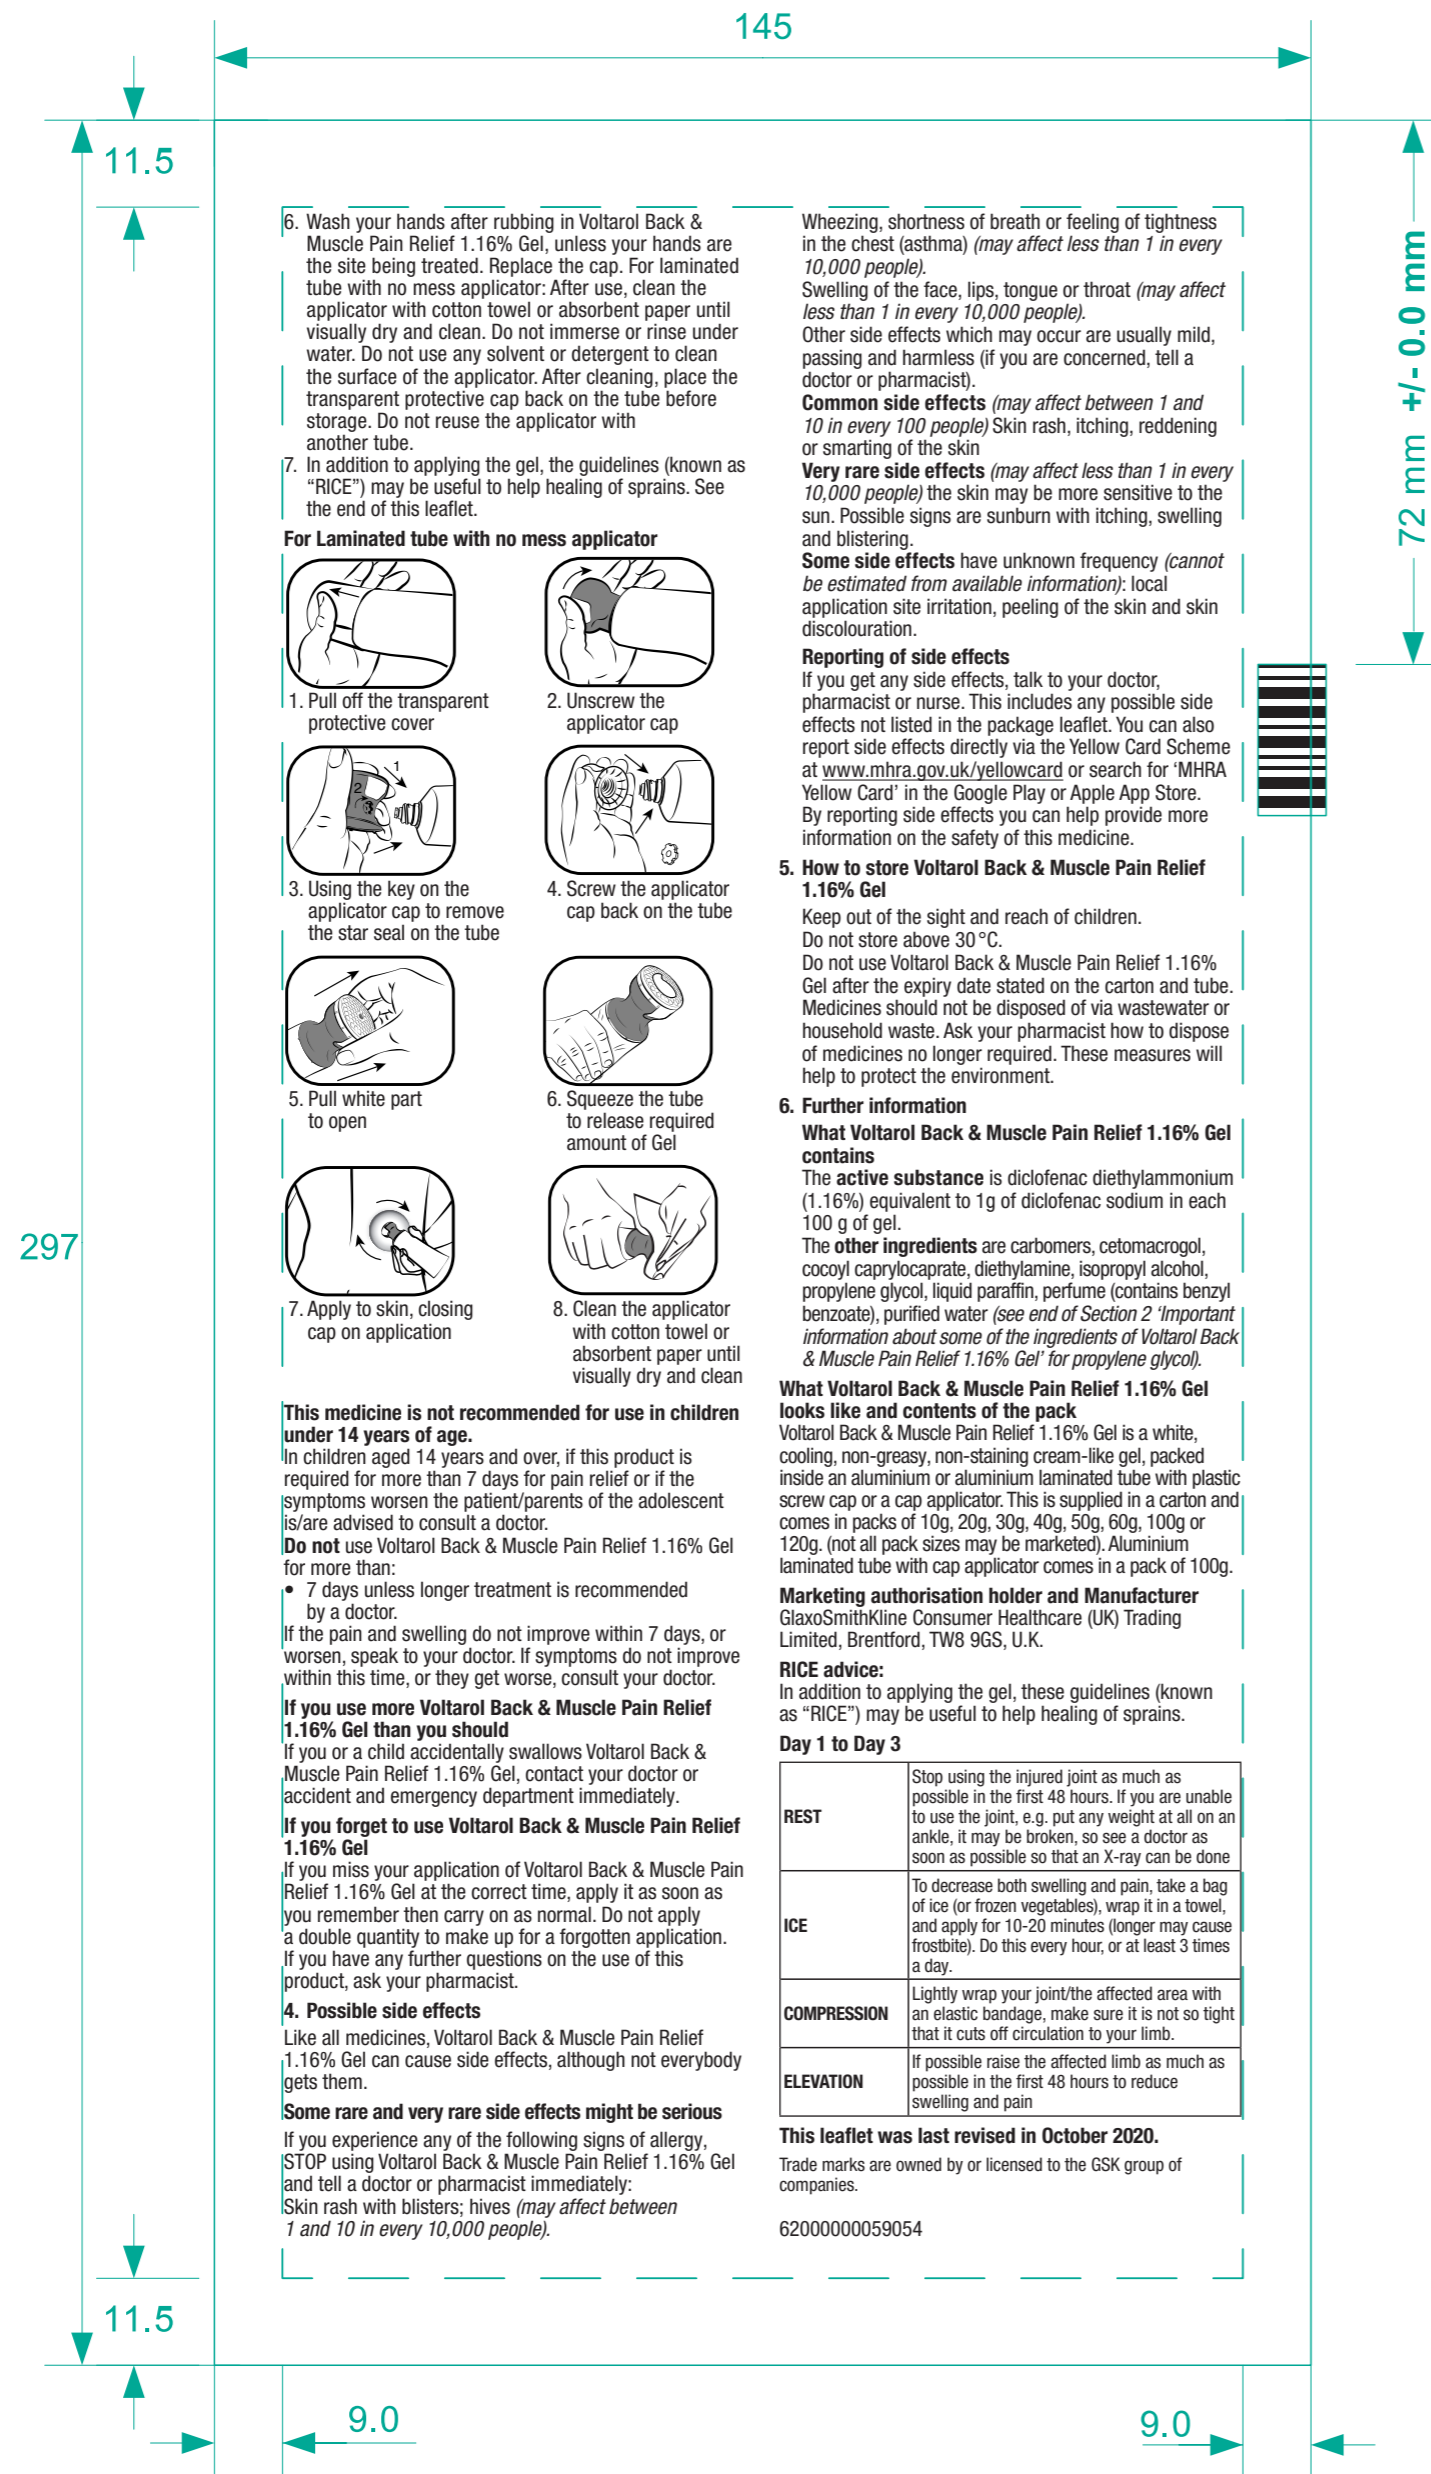 145
11.5
72 mm +/- 0.0 mm
297
6. Wash your hands after rubbing in Voltarol Back &
Muscle Pain Relief 1.16% Gel, unless your hands are
the site being treated. Replace the cap. For laminated
tube with no mess applicator: After use, clean the
applicator with cotton towel or absorbent paper until
visually dry and clean. Do not immerse or rinse under
water. Do not use any solvent or detergent to clean
the surface of the applicator. After cleaning, place the
transparent protective cap back on the tube before
storage. Do not reuse the applicator with
another tube.
7. In addition to applying the gel, the guidelines (known as
“RICE”) may be useful to help healing of sprains. See
the end of this leaflet.
For Laminated tube with no mess applicator
1. Pull off the transparent
protective cover
2. Unscrew the
applicator cap
1
2
3. Using the key on the
applicator cap to remove
the star seal on the tube
4. Screw the applicator
cap back on the tube
5. Pull white part
to open
6. Squeeze the tube
to release required
amount of Gel
7. Apply to skin, closing
cap on application
8. Clean the applicator
with cotton towel or
absorbent paper until
visually dry and clean
This medicine is not recommended for use in children
under 14 years of age.
In children aged 14 years and over, if this product is
required for more than 7 days for pain relief or if the
symptoms worsen the patient/parents of the adolescent
is/are advised to consult a doctor.
Do not use Voltarol Back & Muscle Pain Relief 1.16% Gel
for more than:
• 7 days unless longer treatment is recommended
by a doctor.
If the pain and swelling do not improve within 7 days, or
worsen, speak to your doctor. If symptoms do not improve
within this time, or they get worse, consult your doctor.
If you use more Voltarol Back & Muscle Pain Relief
1.16% Gel than you should
If you or a child accidentally swallows Voltarol Back &
Muscle Pain Relief 1.16% Gel, contact your doctor or
accident and emergency department immediately.
If you forget to use Voltarol Back & Muscle Pain Relief
1.16% Gel
If you miss your application of Voltarol Back & Muscle Pain
Relief 1.16% Gel at the correct time, apply it as soon as
you remember then carry on as normal. Do not apply
a double quantity to make up for a forgotten application.
If you have any further questions on the use of this
product, ask your pharmacist.
4. Possible side effects
Like all medicines, Voltarol Back & Muscle Pain Relief
1.16% Gel can cause side effects, although not everybody
gets them.
Some rare and very rare side effects might be serious
If you experience any of the following signs of allergy,
STOP using Voltarol Back & Muscle Pain Relief 1.16% Gel
and tell a doctor or pharmacist immediately:
Skin rash with blisters; hives (may affect between
1 and 10 in every 10,000 people).
Wheezing, shortness of breath or feeling of tightness
in the chest (asthma) (may affect less than 1 in every
10,000 people).
Swelling of the face, lips, tongue or throat (may affect
less than 1 in every 10,000 people).
Other side effects which may occur are usually mild,
passing and harmless (if you are concerned, tell a
doctor or pharmacist).
Common side effects (may affect between 1 and
10 in every 100 people) Skin rash, itching, reddening
or smarting of the skin
Very rare side effects (may affect less than 1 in every
10,000 people) the skin may be more sensitive to the
sun. Possible signs are sunburn with itching, swelling
and blistering.
Some side effects have unknown frequency (cannot
be estimated from available information): local
application site irritation, peeling of the skin and skin
discolouration.
Reporting of side effects
If you get any side effects, talk to your doctor,
pharmacist or nurse. This includes any possible side
effects not listed in the package leaflet. You can also
report side effects directly via the Yellow Card Scheme
at www.mhra.gov.uk/yellowcard or search for ‘MHRA
Yellow Card’ in the Google Play or Apple App Store.
By reporting side effects you can help provide more
information on the safety of this medicine.
5. How to store Voltarol Back & Muscle Pain Relief
1.16% Gel
Keep out of the sight and reach of children.
Do not store above 30°C.
Do not use Voltarol Back & Muscle Pain Relief 1.16%
Gel after the expiry date stated on the carton and tube.
Medicines should not be disposed of via wastewater or
household waste. Ask your pharmacist how to dispose
of medicines no longer required. These measures will
help to protect the environment.
6. Further information
What Voltarol Back & Muscle Pain Relief 1.16% Gel
contains
The active substance is diclofenac diethylammonium
(1.16%) equivalent to 1g of diclofenac sodium in each
100 g of gel.
The other ingredients are carbomers, cetomacrogol,
cocoyl caprylocaprate, diethylamine, isopropyl alcohol,
propylene glycol, liquid paraffin, perfume (contains benzyl
benzoate), purified water (see end of Section 2 ‘Important
information about some of the ingredients of Voltarol Back
& Muscle Pain Relief 1.16% Gel’ for propylene glycol).
What Voltarol Back & Muscle Pain Relief 1.16% Gel
looks like and contents of the pack
Voltarol Back & Muscle Pain Relief 1.16% Gel is a white,
cooling, non-greasy, non-staining cream-like gel, packed
inside an aluminium or aluminium laminated tube with plastic
screw cap or a cap applicator. This is supplied in a carton and
comes in packs of 10g, 20g, 30g, 40g, 50g, 60g, 100g or
120g. (not all pack sizes may be marketed). Aluminium
laminated tube with cap applicator comes in a pack of 100g.
Marketing authorisation holder and Manufacturer
GlaxoSmithKline Consumer Healthcare (UK) Trading
Limited, Brentford, TW8 9GS, U.K.
RICE advice:
In addition to applying the gel, these guidelines (known
as “RICE”) may be useful to help healing of sprains.
Day 1 to Day 3
REST
Stop using the injured joint as much as
possible in the first 48 hours. If you are unable
to use the joint, e.g. put any weight at all on an
ankle, it may be broken, so see a doctor as
soon as possible so that an X-ray can be done
ICE
To decrease both swelling and pain, take a bag
of ice (or frozen vegetables), wrap it in a towel,
and apply for 10-20 minutes (longer may cause
frostbite). Do this every hour, or at least 3 times
a day.
COMPRESSION
Lightly wrap your joint/the affected area with
an elastic bandage, make sure it is not so tight
that it cuts off circulation to your limb.
ELEVATION
If possible raise the affected limb as much as
possible in the first 48 hours to reduce
swelling and pain
This leaflet was last revised in October 2020.
Trade marks are owned by or licensed to the GSK group of
companies.
62000000059054
11.5
9.0
9.0